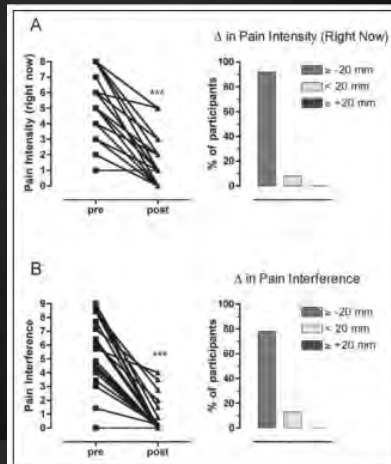 A
Δ in Pain Intensity (Right Now)
Pain Intensity (right now)
8
7
6
5
4
3
2
1
0
***
pre
post
% of participants
100
80
60
40
20
0
≥ -20 mm
< 20 mm
≥ +20 mm
B
Δ in Pain Interference
Pain Interference
9
8
7
6
5
4
3
2
1
0
***
pre
post
% of participants
100
80
60
40
20
0
≥ -20 mm
< 20 mm
≥ +20 mm